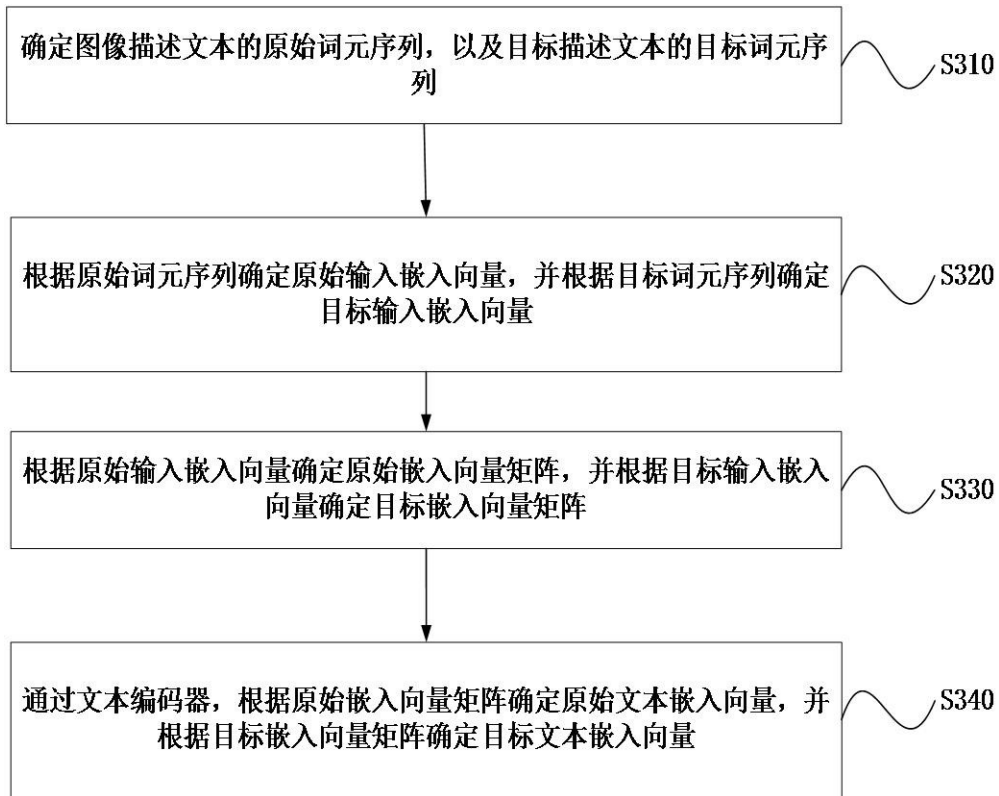 确定图像描述文本的原始词元序列，以及目标描述文本的目标词元序
列
S310
根据原始词元序列确定原始输入嵌入向量，并根据目标词元序列确定
目标输入嵌入向量
S320
根据原始输入嵌入向量确定原始嵌入向量矩阵，并根据目标输入嵌入
向量确定目标嵌入向量矩阵
S330
通过文本编码器，根据原始嵌入向量矩阵确定原始文本嵌入向量，并
根据目标嵌入向量矩阵确定目标文本嵌入向量
S340